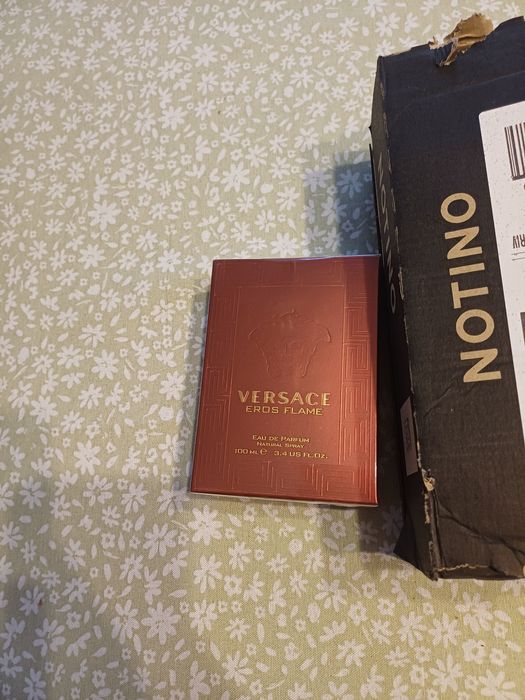 VERSACE
EROS FLAME
EAU DE PARFUM
NATURAL SPRAY
100 ML ℮ 3.4 US FL.OZ.
NOTINO